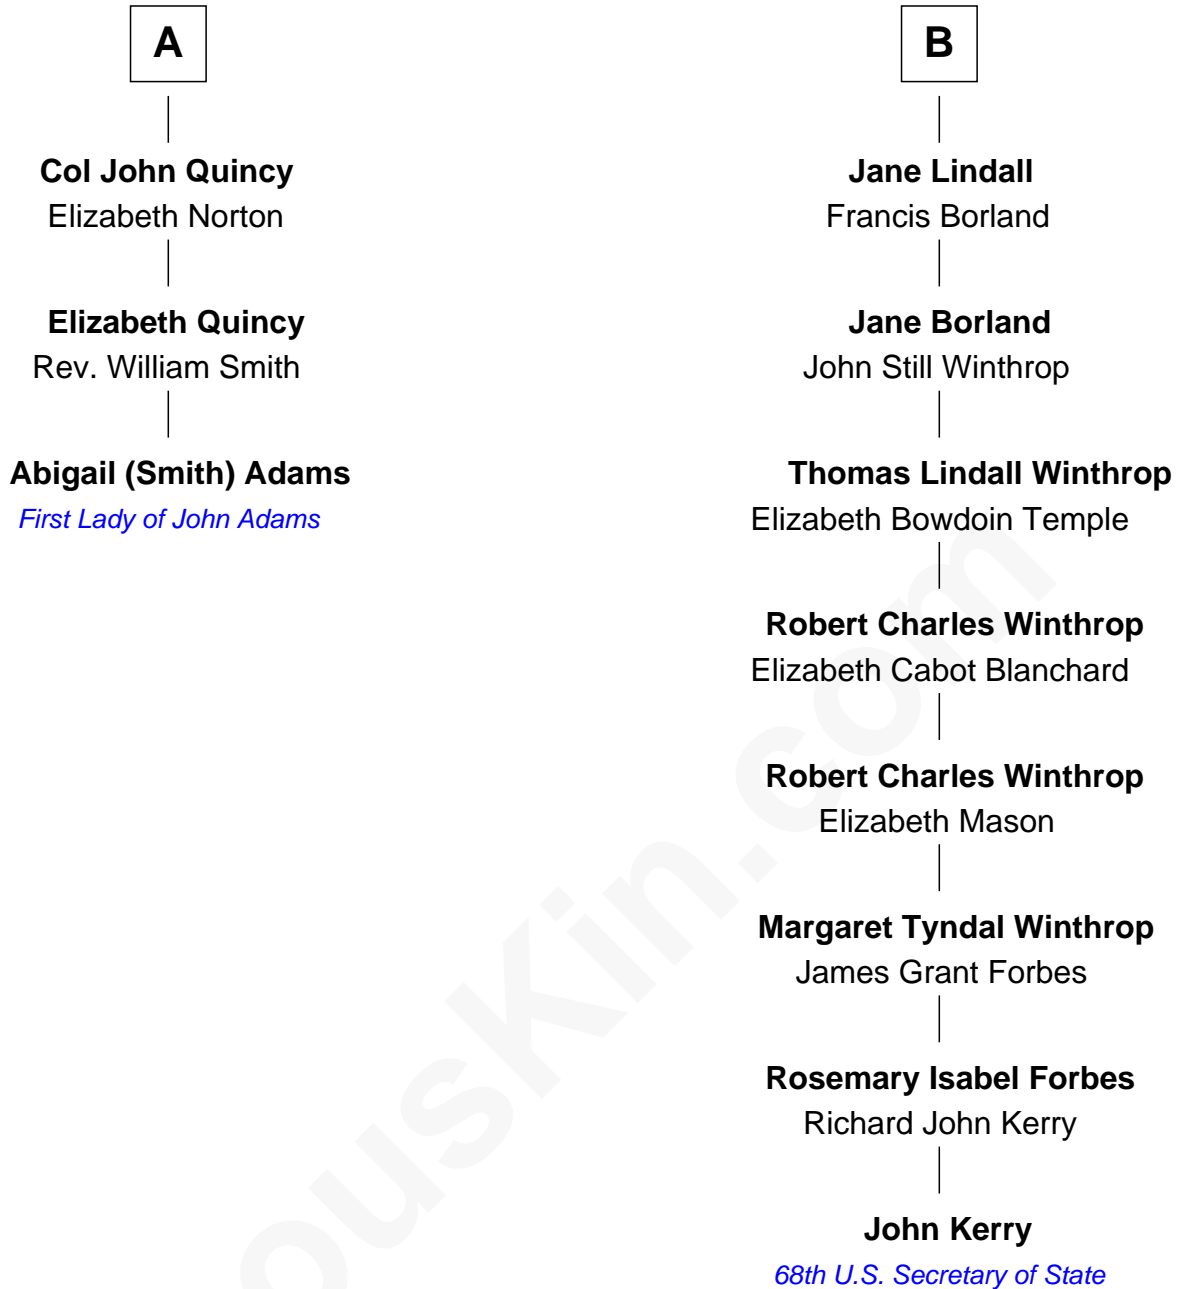 A
Col John Quincy
Elizabeth Norton
Elizabeth Quincy
Rev. William Smith
Abigail (Smith) Adams
First Lady of John Adams
B
Jane Lindall
Francis Borland
Jane Borland
John Still Winthrop
Thomas Lindall Winthrop
Elizabeth Bowdoin Temple
Robert Charles Winthrop
Elizabeth Cabot Blanchard
Robert Charles Winthrop
Elizabeth Mason
Margaret Tyndal Winthrop
James Grant Forbes
Rosemary Isabel Forbes
Richard John Kerry
John Kerry
68th U.S. Secretary of State
ousKin.com